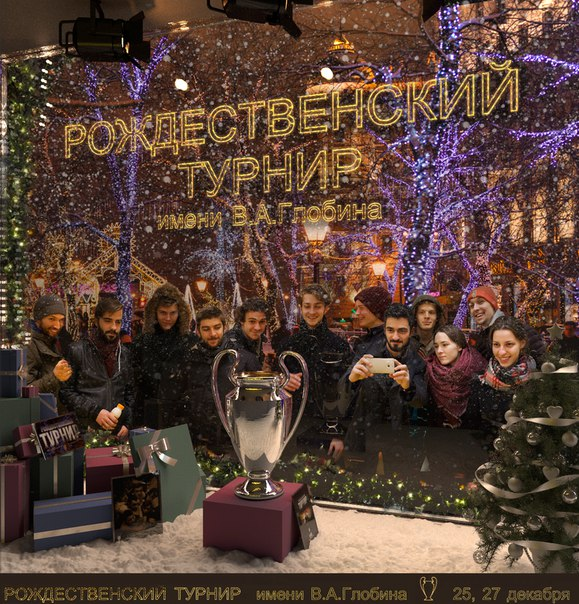 РОЖДЕСТВЕНСКИЙ
ТУРНИР
имени В.А.Глобина
ТУРНИР
РОЖДЕСТВЕНСКИЙ ТУРНИР имени В.А.Глобина 25, 27 декабря